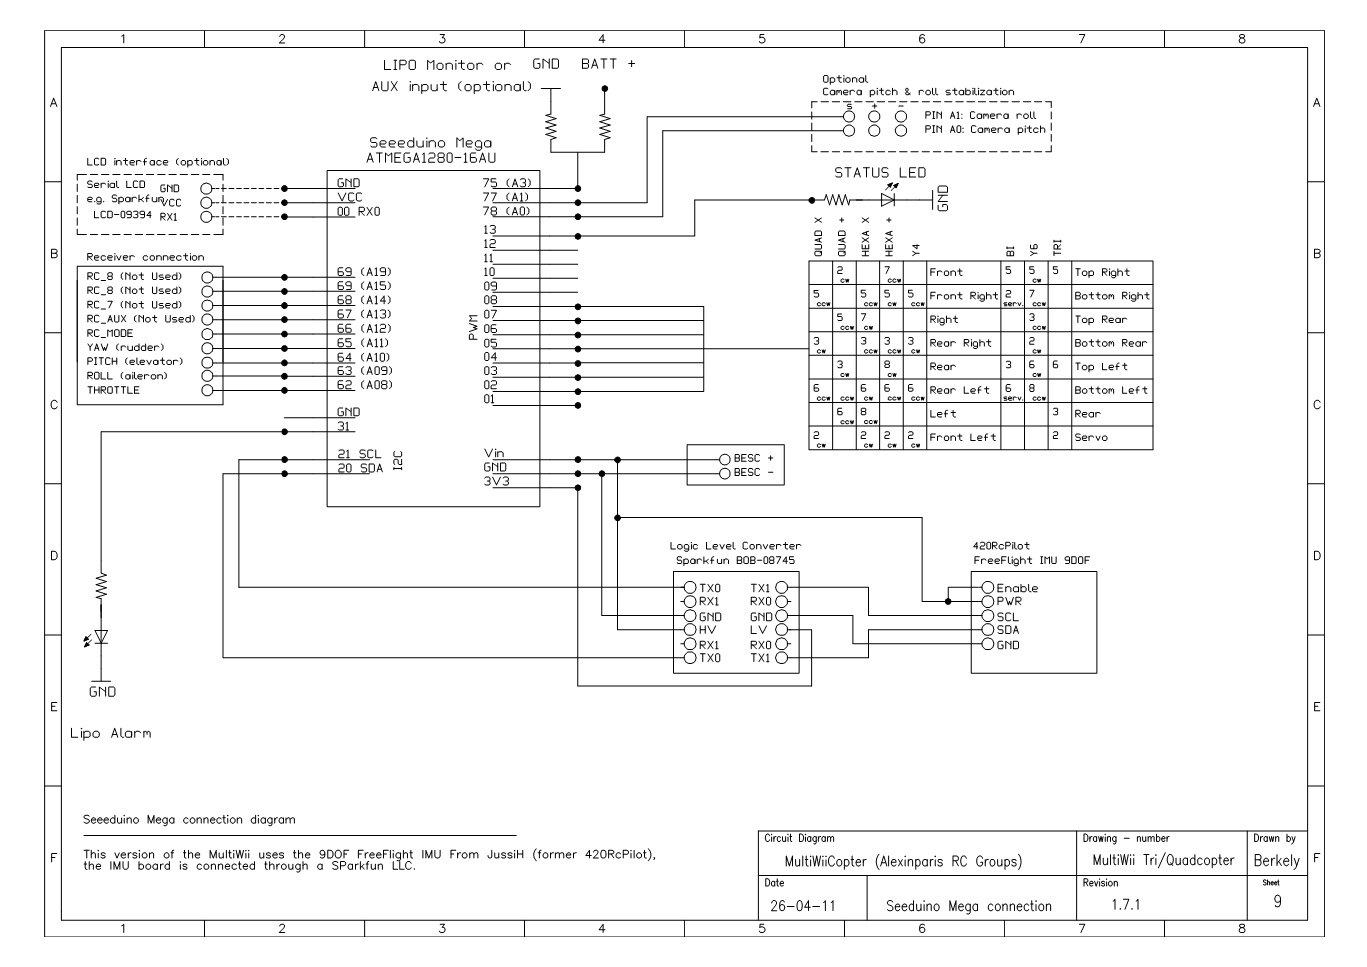 1 2 3 4 5 6 7 8
LIPO Monitor or GND BATT +
AUX input (optional)
Optional
Camera pitch & roll stabilization
S + -
PIN A1: Camera roll
PIN A0: Camera pitch
A A
Seeeduino Mega
ATMEGA1280-16AU
LCD interface (optional)
Serial LCD GND
e.g. Sparkfun VCC
LCD-09394 RX1
GND
VCC
00 RX0
75 (A3)
77 (A1)
78 (A0)
13
12
11
10
09
08
07
06
05
04
03
02
01
PWM
STATUS LED
GND
B B
Receiver connection
RC_8 (Not Used)
RC_8 (Not Used)
RC_7 (Not Used)
RC_AUX (Not Used)
RC_MODE
YAW (rudder)
PITCH (elevator)
ROLL (aileron)
THROTTLE
69 (A19)
69 (A15)
68 (A14)
67 (A13)
66 (A12)
65 (A11)
64 (A10)
63 (A09)
62 (A08)
GND
31
21 SCL
20 SDA
I2C
Vin
GND
3V3
QUAD X QUAD + HEXA X HEXA + Y4 BI Y6 TRI
2 cw 7 ccw Front 5 5 cw 5 Top Right
5 ccw 5 ccw 5 cw 5 ccw Front Right 2 serv. 7 ccw Bottom Right
5 ccw 7 cw Right 3 ccw Top Rear
3 cw 3 ccw 3 ccw 3 cw Rear Right 2 cw Bottom Rear
3 cw 8 cw Rear 3 6 cw 6 Top Left
6 ccw ccw 6 cw 6 cw 6 ccw Rear Left 6 serv. 8 ccw Bottom Left
6 ccw 8 ccw Left 3 Rear
2 cw 2 ccw 2 cw 2 cw Front Left 2 Servo
C C
BESC +
BESC -
D D
Logic Level Converter
Sparkfun BOB-08745
TX0 TX1
RX1 RX0
GND GND
HV LV
RX1 RX0
TX0 TX1
420RcPilot
FreeFlight IMU 9DOF
Enable
PWR
SCL
SDA
GND
GND
Lipo Alarm
E E
Seeeduino Mega connection diagram
This version of the MultiWii uses the 9DOF FreeFlight IMU From JussiH (former 420RcPilot),
the IMU board is connected through a SParkfun LLC.
F F
Circuit Diagram
MultiWiiCopter (Alexinparis RC Groups)
Drawing - number
MultiWii Tri/Quadcopter
Drawn by
Berkely
Date
26-04-11
Seeduino Mega connection
Revision
1.7.1
Sheet
9
1 2 3 4 5 6 7 8